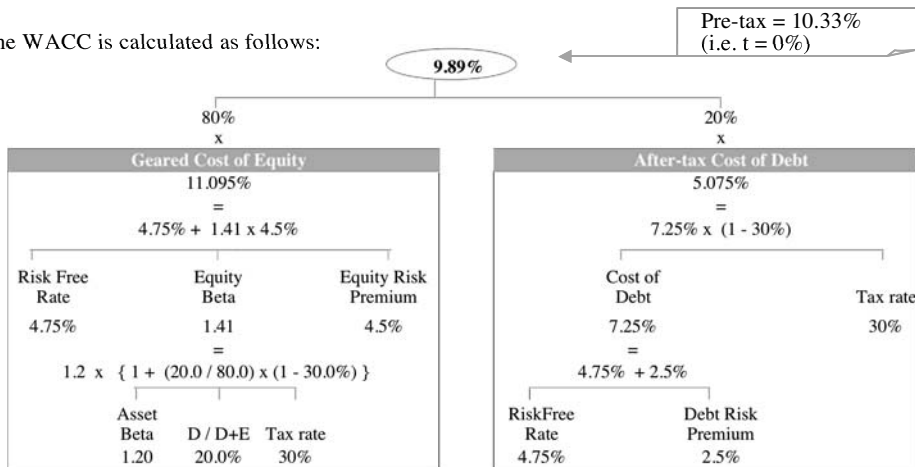 Pre-tax = 10.33%
(i.e. t = 0%)
ne WACC is calculated as follows:
9.89%
80% 20%
x x
Geared Cost of Equity After-tax Cost of Debt
11.095% 5.075%
= =
4.75% + 1.41 x 4.5% 7.25% x (1 - 30%)
Risk Free Equity Equity Risk Cost of
Rate Beta Premium Debt Tax rate
4.75% 1.41 4.5% 7.25% 30%
= =
1.2 x { 1 + (20.0 / 80.0) x (1 - 30.0%) } 4.75% + 2.5%
Asset RiskFree Debt Risk
Beta D / D+E Tax rate Rate Premium
1.20 20.0% 30% 4.75% 2.5%